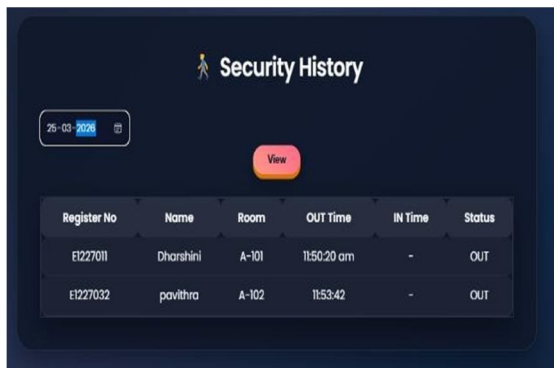 Security History
25-03-2026
View
Register No Name Room OUT Time IN Time Status
E1227011 Dharshini A-101 11:50:20 am - OUT
E1227032 pavithra A-102 11:53:42 - OUT